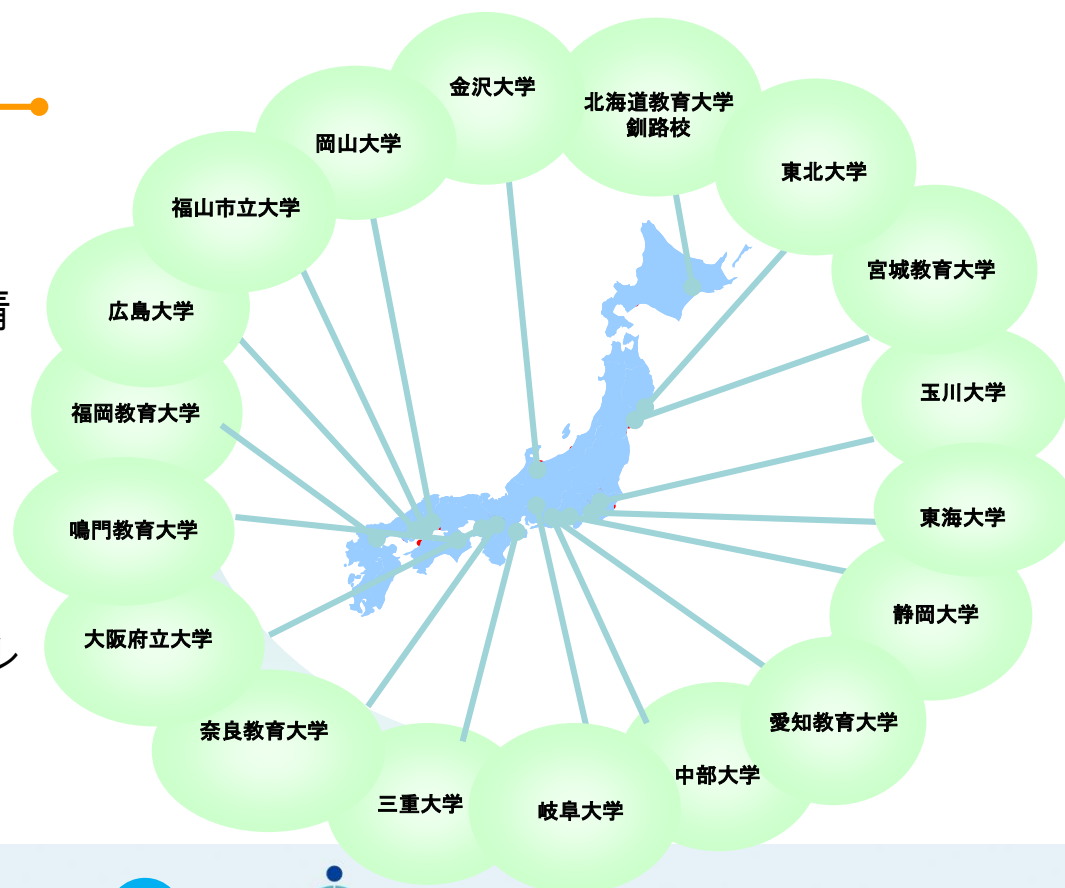 金沢大学
北海道教育大学
釧路校
岡山大学
東北大学
福山市立大学
宮城教育大学
広島大学
玉川大学
福岡教育大学
東海大学
鳴門教育大学
静岡大学
大阪府立大学
愛知教育大学
奈良教育大学
中部大学
三重大学
岐阜大学